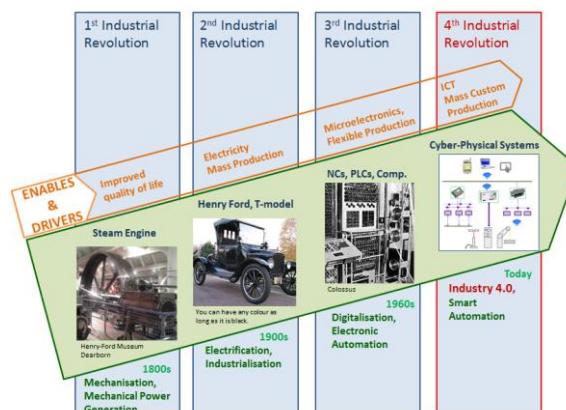 1st Industrial
Revolution
2nd Industrial
Revolution
3rd Industrial
Revolution
4th Industrial
Revolution
ENABLES
&
DRIVERS
Improved
quality of life
Electricity
Mass Production
Microelectronics,
Flexible Production
ICT
Mass Custom
Production
Steam Engine
Henry-Ford Museum
Dearborn
1800s
Mechanisation,
Mechanical Power
Generation
Henry Ford, T-model
You can have any colour as
long as it is black.
1900s
Electrification,
Industrialisation
NCs, PLCs, Comp.
Colossus
1960s
Digitalisation,
Electronic
Automation
Cyber-Physical Systems
Today
Industry 4.0,
Smart
Automation